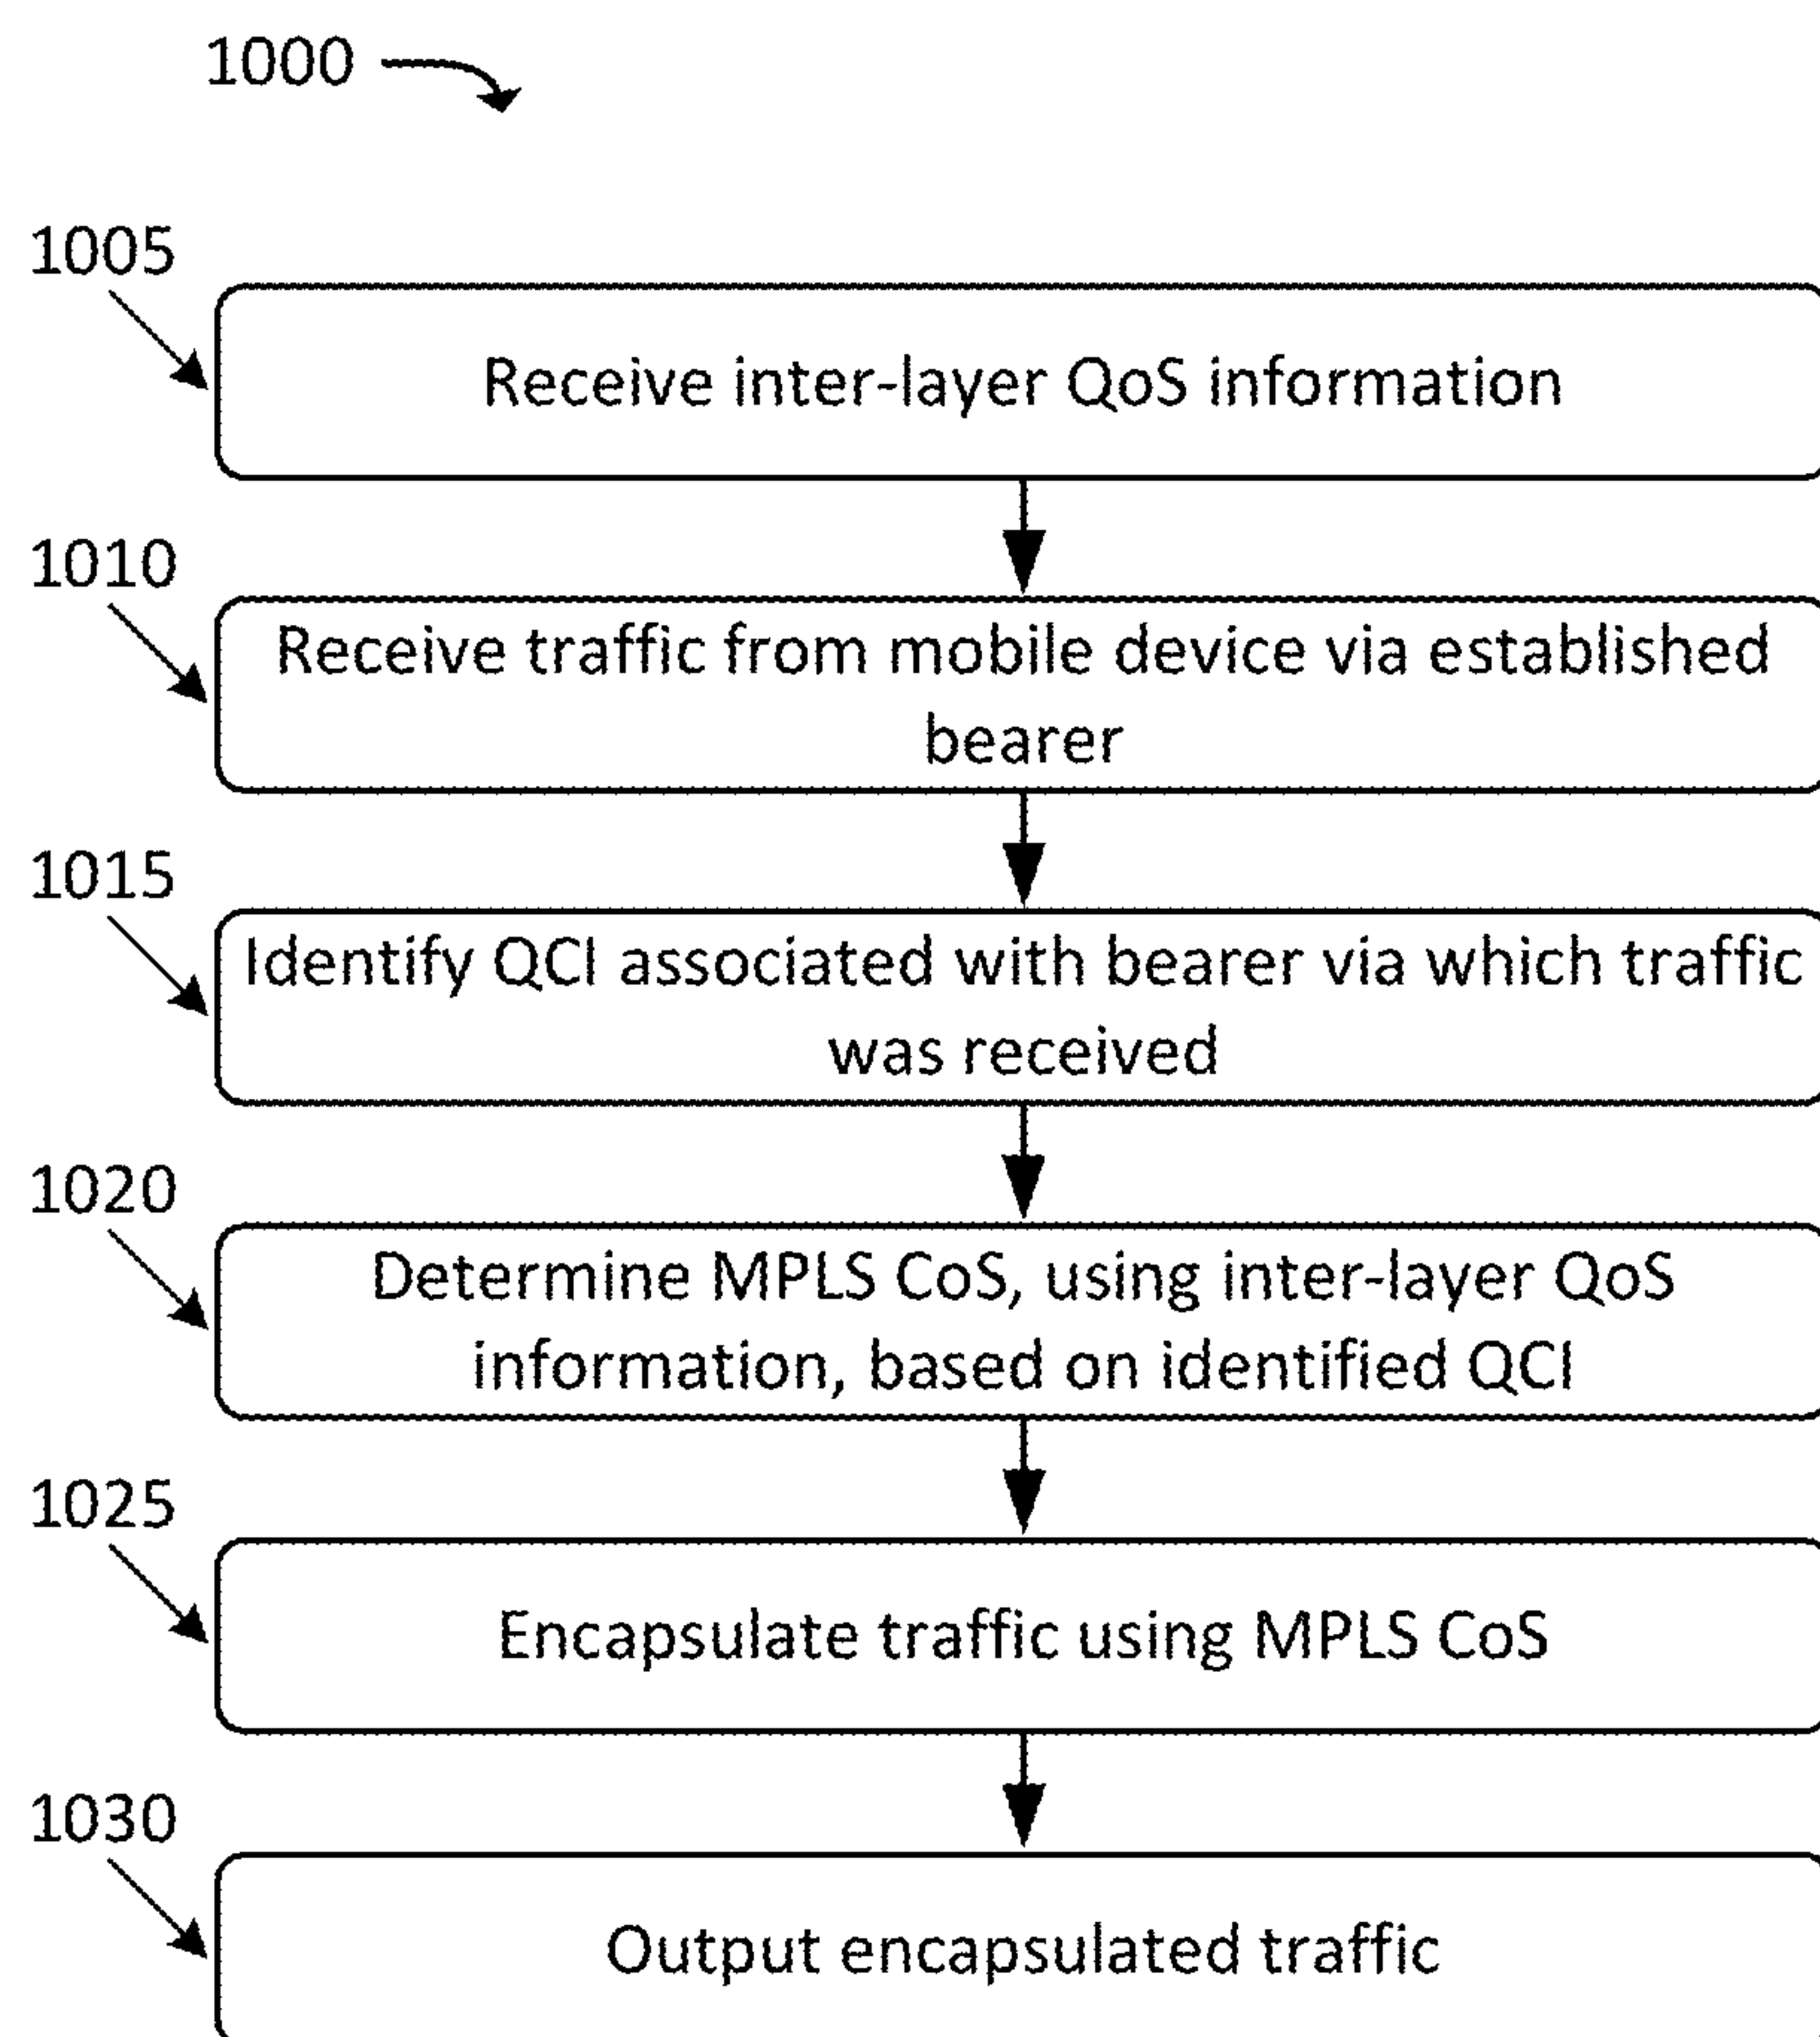 1000
1005
Receive inter-layer QoS information
1010
Receive traffic from mobile device via established
bearer
1015
Identify QCI associated with bearer via which traffic
was received
1020
Determine MPLS CoS, using inter-layer QoS
information, based on identified QCI
1025
Encapsulate traffic using MPLS CoS
1030
Output encapsulated traffic